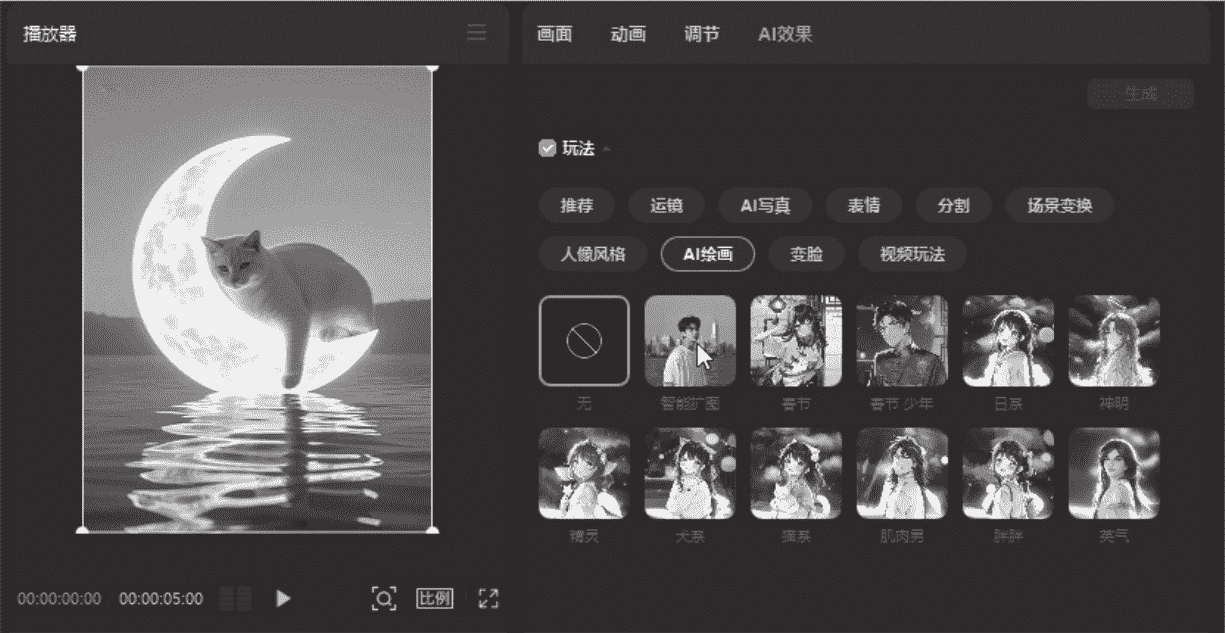 播放器
画面 动画 调节 AI效果
生成
玩法
推荐 运镜 AI写真 表情 分割 场景变换
人像风格 AI绘画 变脸 视频玩法
无 智能扩图 春节 春节 少年 日系 神明
精灵 犬系 猫系 肌肉男 胖胖 英气
00:00:00:00 00:00:05:00 比例